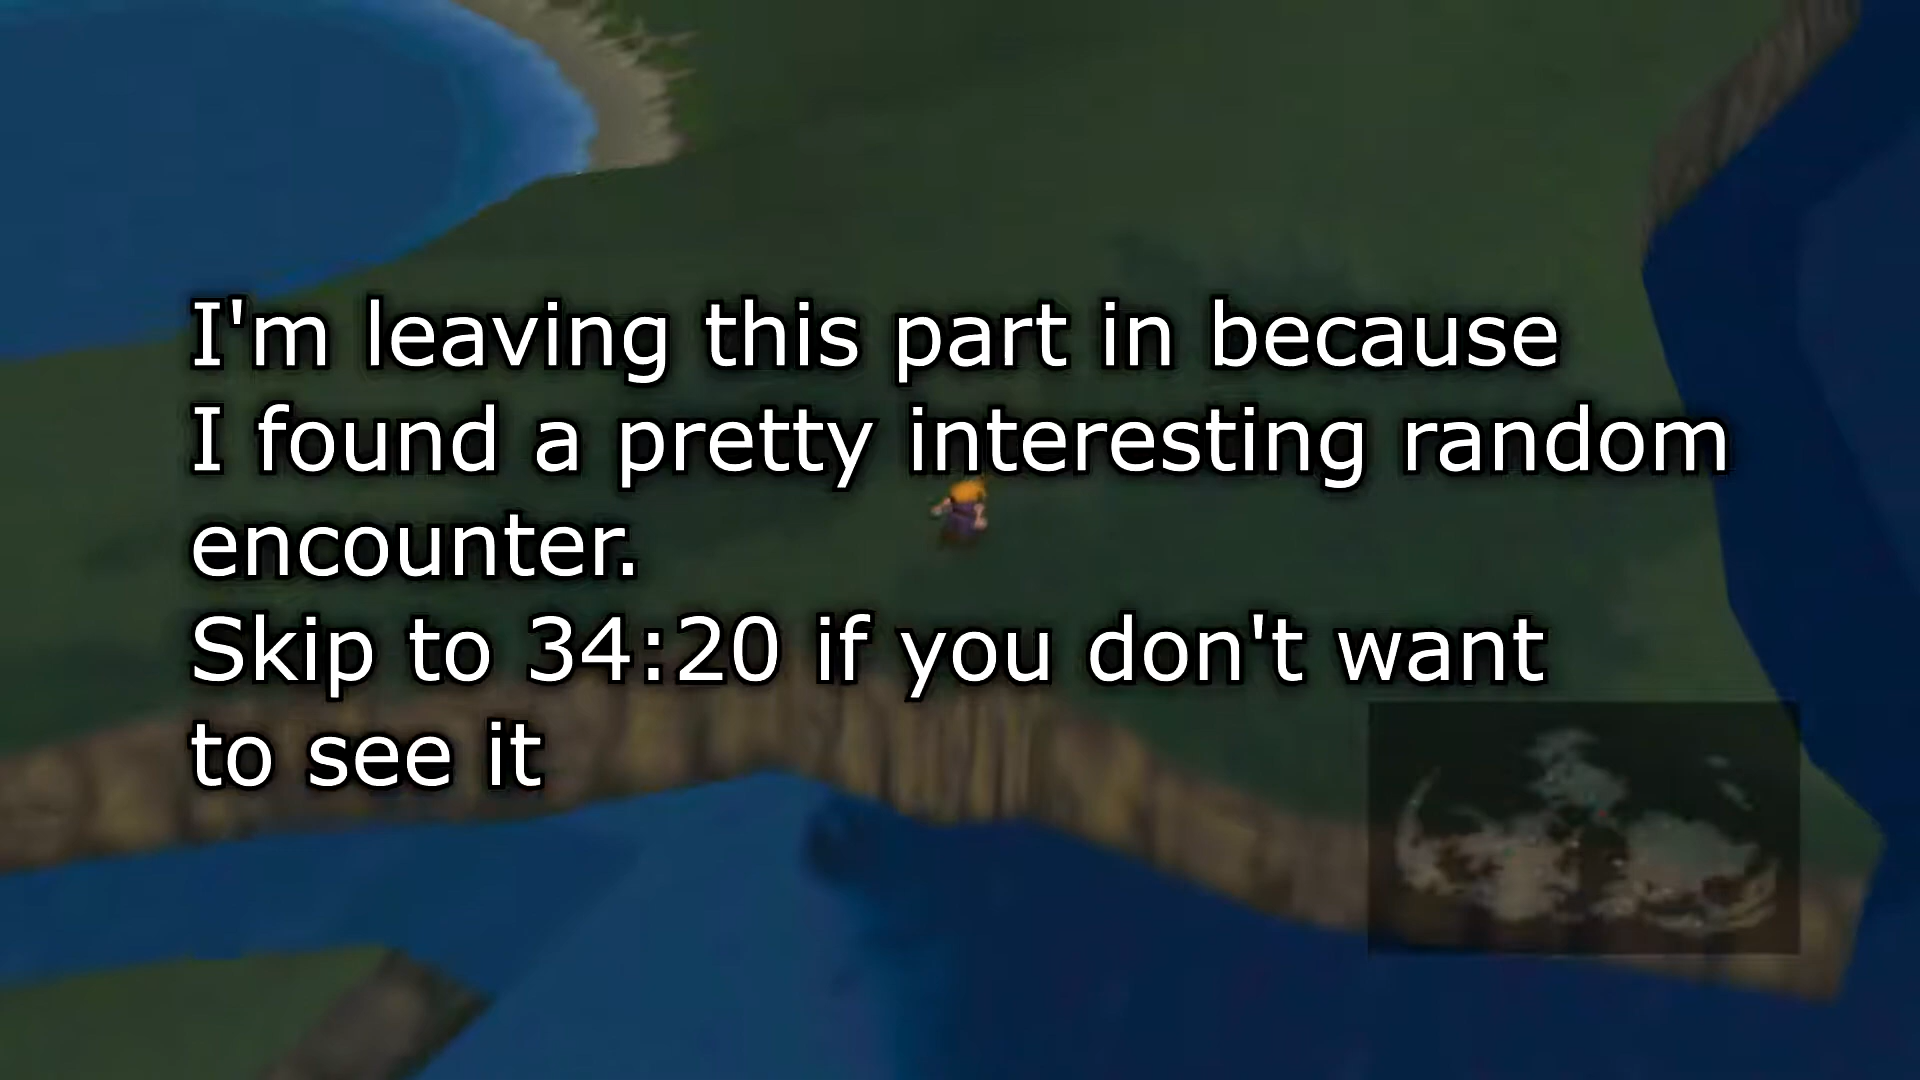 I'm leaving this part in because
I found a pretty interesting random
encounter.
Skip to 34:20 if you don't want
to see it